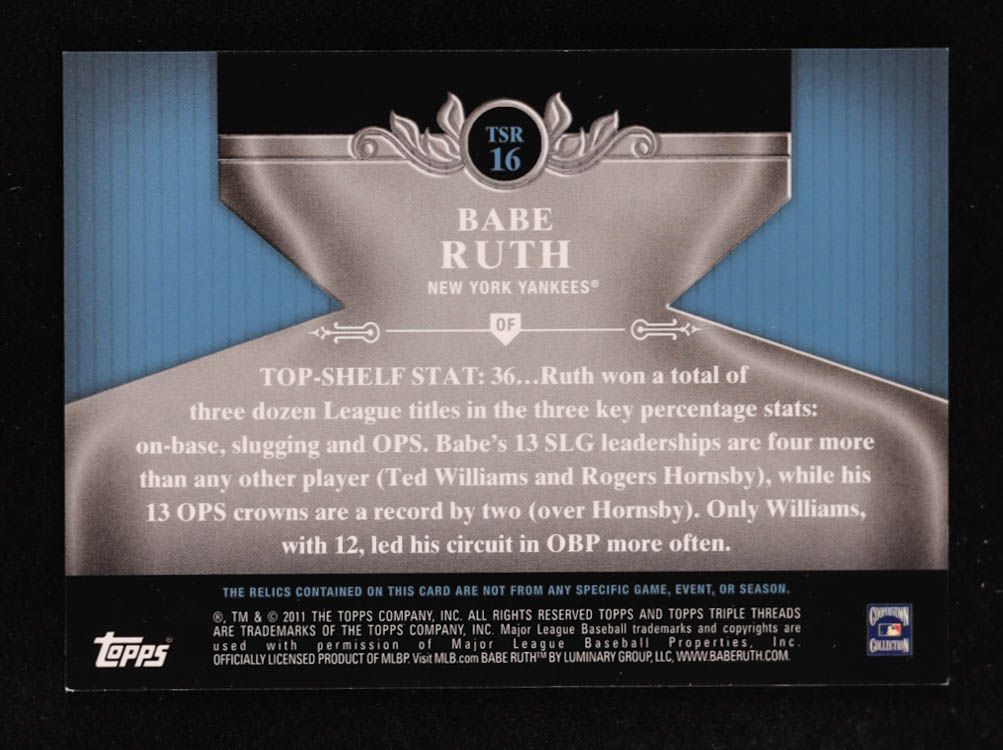 TSR
16
BABE
RUTH
NEW YORK YANKEES®
OF
TOP-SHELF STAT: 36...Ruth won a total of
three dozen League titles in the three key percentage stats:
on-base, slugging and OPS. Babe's 13 SLG leaderships are four more
than any other player (Ted Williams and Rogers Hornsby), while his
13 OPS crowns are a record by two (over Hornsby). Only Williams,
with 12, led his circuit in OBP more often.
THE RELICS CONTAINED ON THIS CARD ARE NOT FROM ANY SPECIFIC GAME, EVENT, OR SEASON.
®, TM & © 2011 THE TOPPS COMPANY, INC. ALL RIGHTS RESERVED TOPPS AND TOPPS TRIPLE THREADS
ARE TRADEMARKS OF THE TOPPS COMPANY, INC. Major League Baseball trademarks and copyrights are
used with permission of Major League Baseball Properties, Inc.
OFFICIALLY LICENSED PRODUCT OF MLBP. Visit MLB.com BABE RUTH™ BY LUMINARY GROUP, LLC, WWW.BABERUTH.COM.
Topps®
COOPERSTOWN
COLLECTION